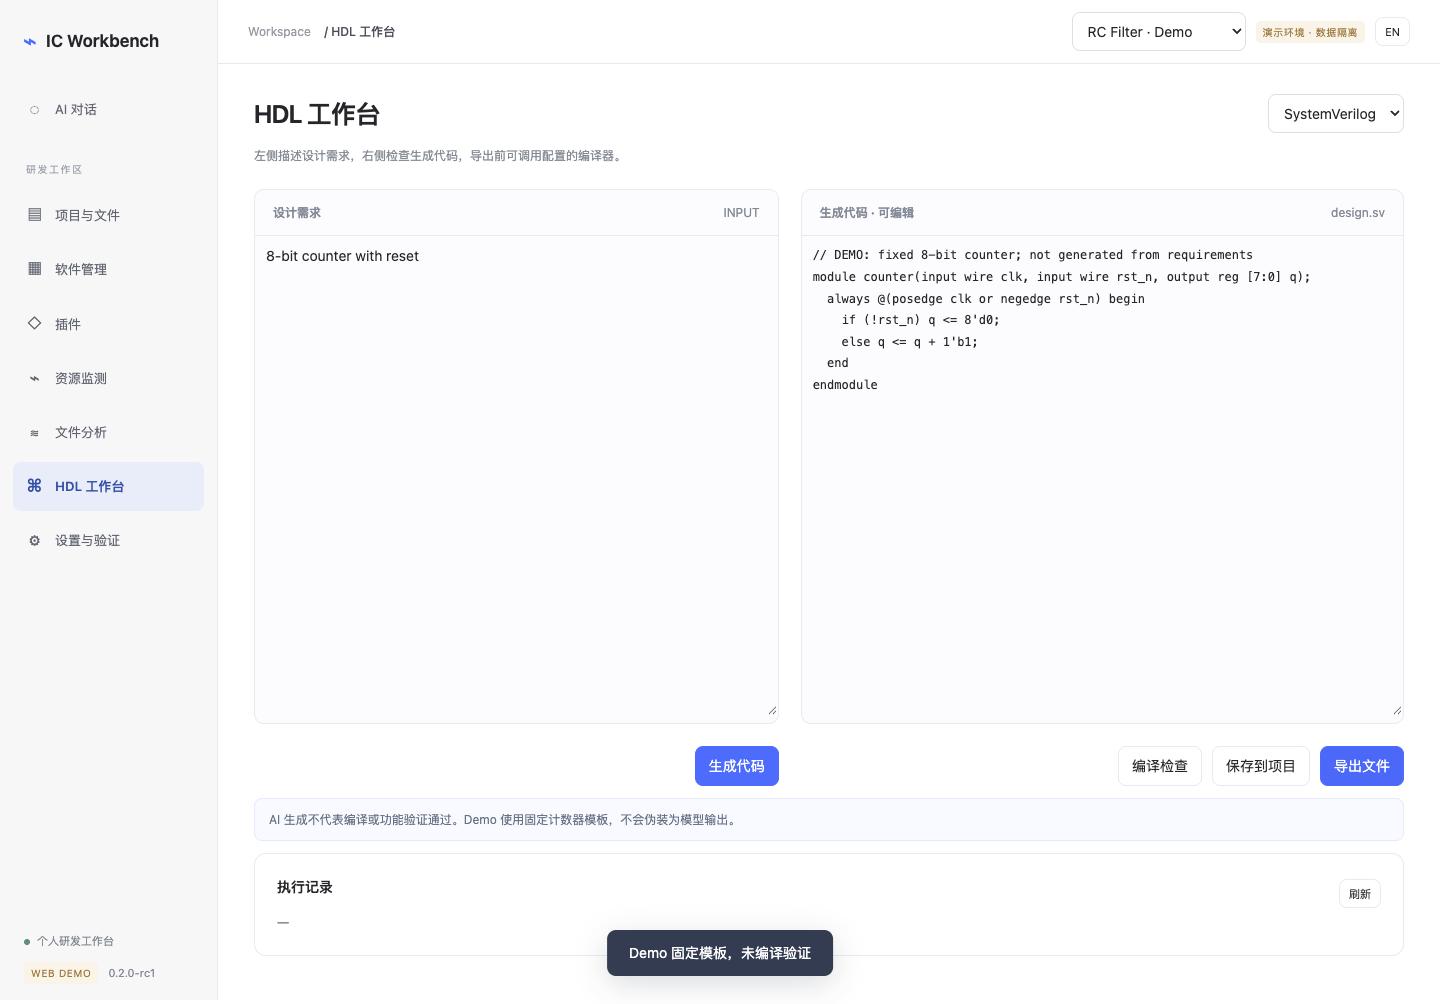 IC Workbench
AI 对话
研发工作区
项目与文件
软件管理
插件
资源监测
文件分析
HDL 工作台
设置与验证
个人研发工作台
WEB DEMO 0.2.0-rc1
Workspace / HDL 工作台
RC Filter · Demo
演示环境 · 数据隔离
EN
HDL 工作台
SystemVerilog
左侧描述设计需求，右侧检查生成代码，导出前可调用配置的编译器。
设计需求 INPUT
8-bit counter with reset
生成代码
生成代码 · 可编辑 design.sv
// DEMO: fixed 8-bit counter; not generated from requirements
module counter(input wire clk, input wire rst_n, output reg [7:0] q);
  always @(posedge clk or negedge rst_n) begin
    if (!rst_n) q <= 8'd0;
    else q <= q + 1'b1;
  end
endmodule
编译检查 保存到项目 导出文件
AI 生成不代表编译或功能验证通过。Demo 使用固定计数器模板，不会伪装为模型输出。
执行记录
刷新
—
Demo 固定模板，未编译验证